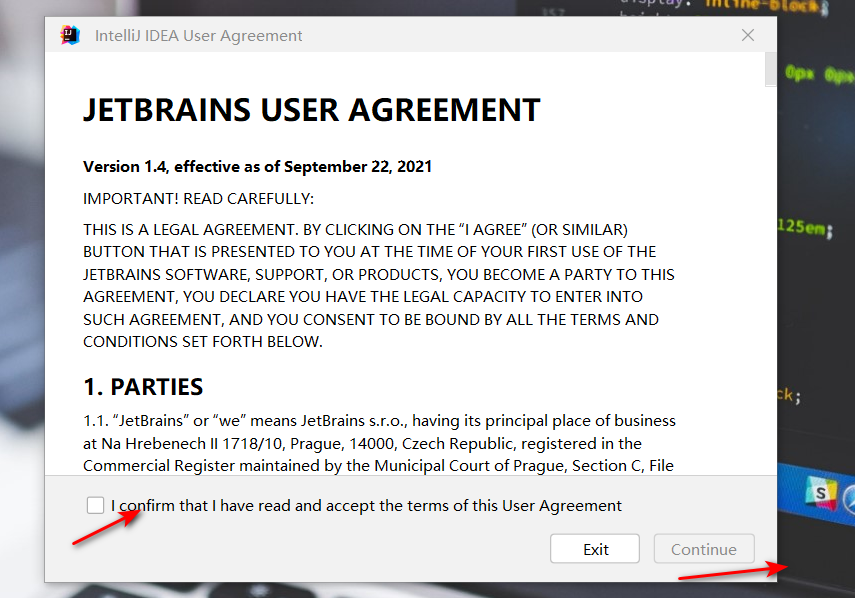 IntelliJ IDEA User Agreement
JETBRAINS USER AGREEMENT
Version 1.4, effective as of September 22, 2021
IMPORTANT! READ CAREFULLY:
THIS IS A LEGAL AGREEMENT. BY CLICKING ON THE “I AGREE” (OR SIMILAR)
BUTTON THAT IS PRESENTED TO YOU AT THE TIME OF YOUR FIRST USE OF THE
JETBRAINS SOFTWARE, SUPPORT, OR PRODUCTS, YOU BECOME A PARTY TO THIS
AGREEMENT, YOU DECLARE YOU HAVE THE LEGAL CAPACITY TO ENTER INTO
SUCH AGREEMENT, AND YOU CONSENT TO BE BOUND BY ALL THE TERMS AND
CONDITIONS SET FORTH BELOW.
1. PARTIES
1.1. “JetBrains” or “we” means JetBrains s.r.o., having its principal place of business
at Na Hrebenech II 1718/10, Prague, 14000, Czech Republic, registered in the
Commercial Register maintained by the Municipal Court of Prague, Section C, File
I confirm that I have read and accept the terms of this User Agreement
Exit
Continue
display: inline-block;
0px 0px
125em;
S